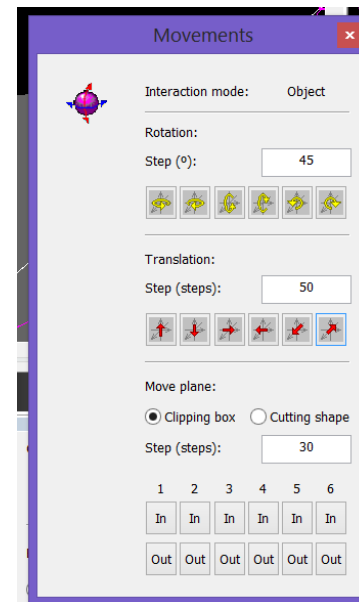 Movements
Interaction mode: Object
Rotation:
Step (º): 45
Translation:
Step (steps): 50
Move plane:
Clipping box Cutting shape
Step (steps): 30
1 2 3 4 5 6
In In In In In In
Out Out Out Out Out Out